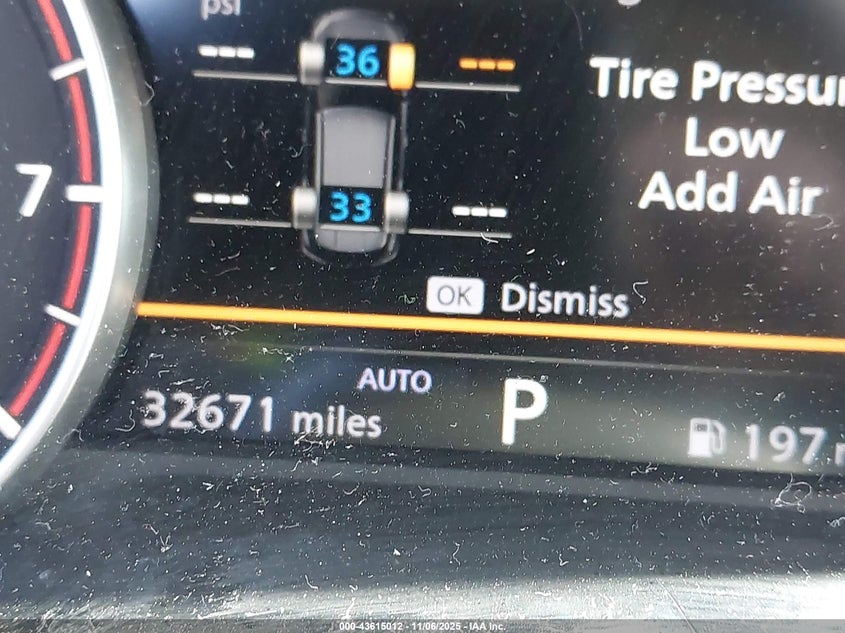 psi
--- 36 ---
Tire Pressur
Low
Add Air
--- 33 ---
7
OK Dismiss
AUTO
32671 miles
P
197
000-43615012 - 11/06/2025 - IAA Inc.